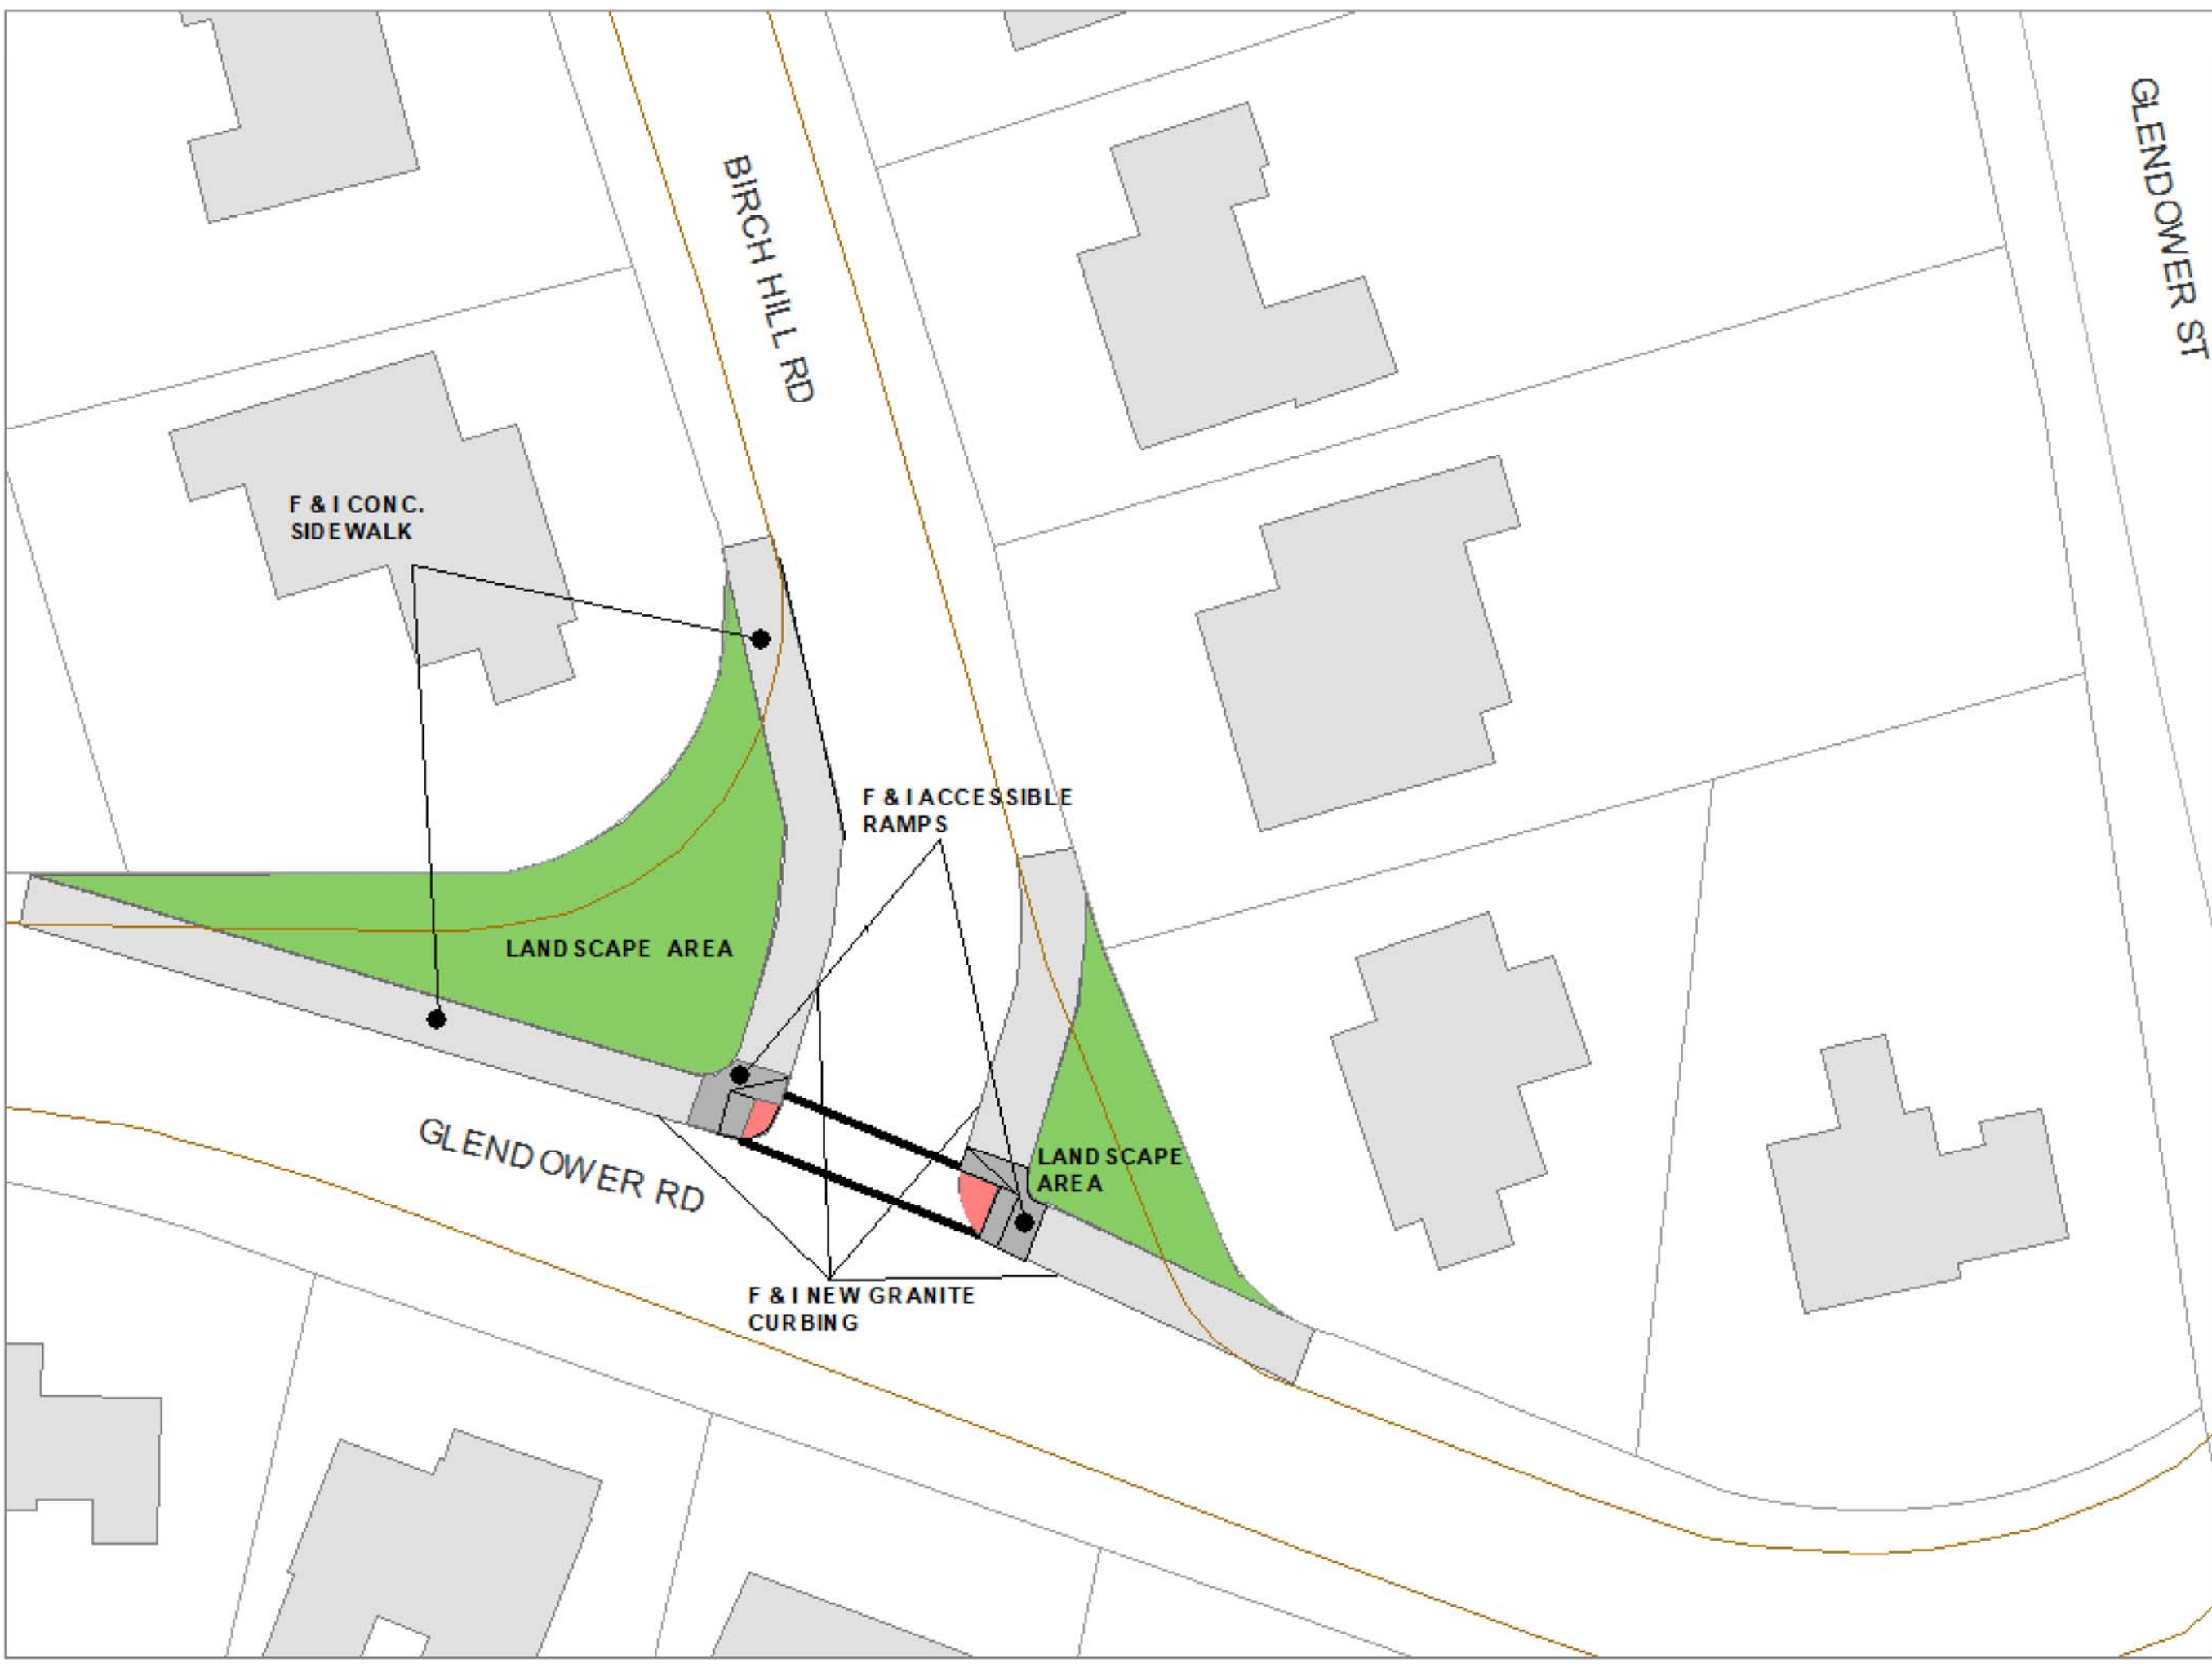 GLENDOWER ST
BIRCH HILL RD
F & I CONC.
SIDEWALK
F & I ACCESSIBLE
RAMPS
LANDSCAPE AREA
GLENDOWER RD
LANDSCAPE
AREA
F & I NEW GRANITE
CURBING